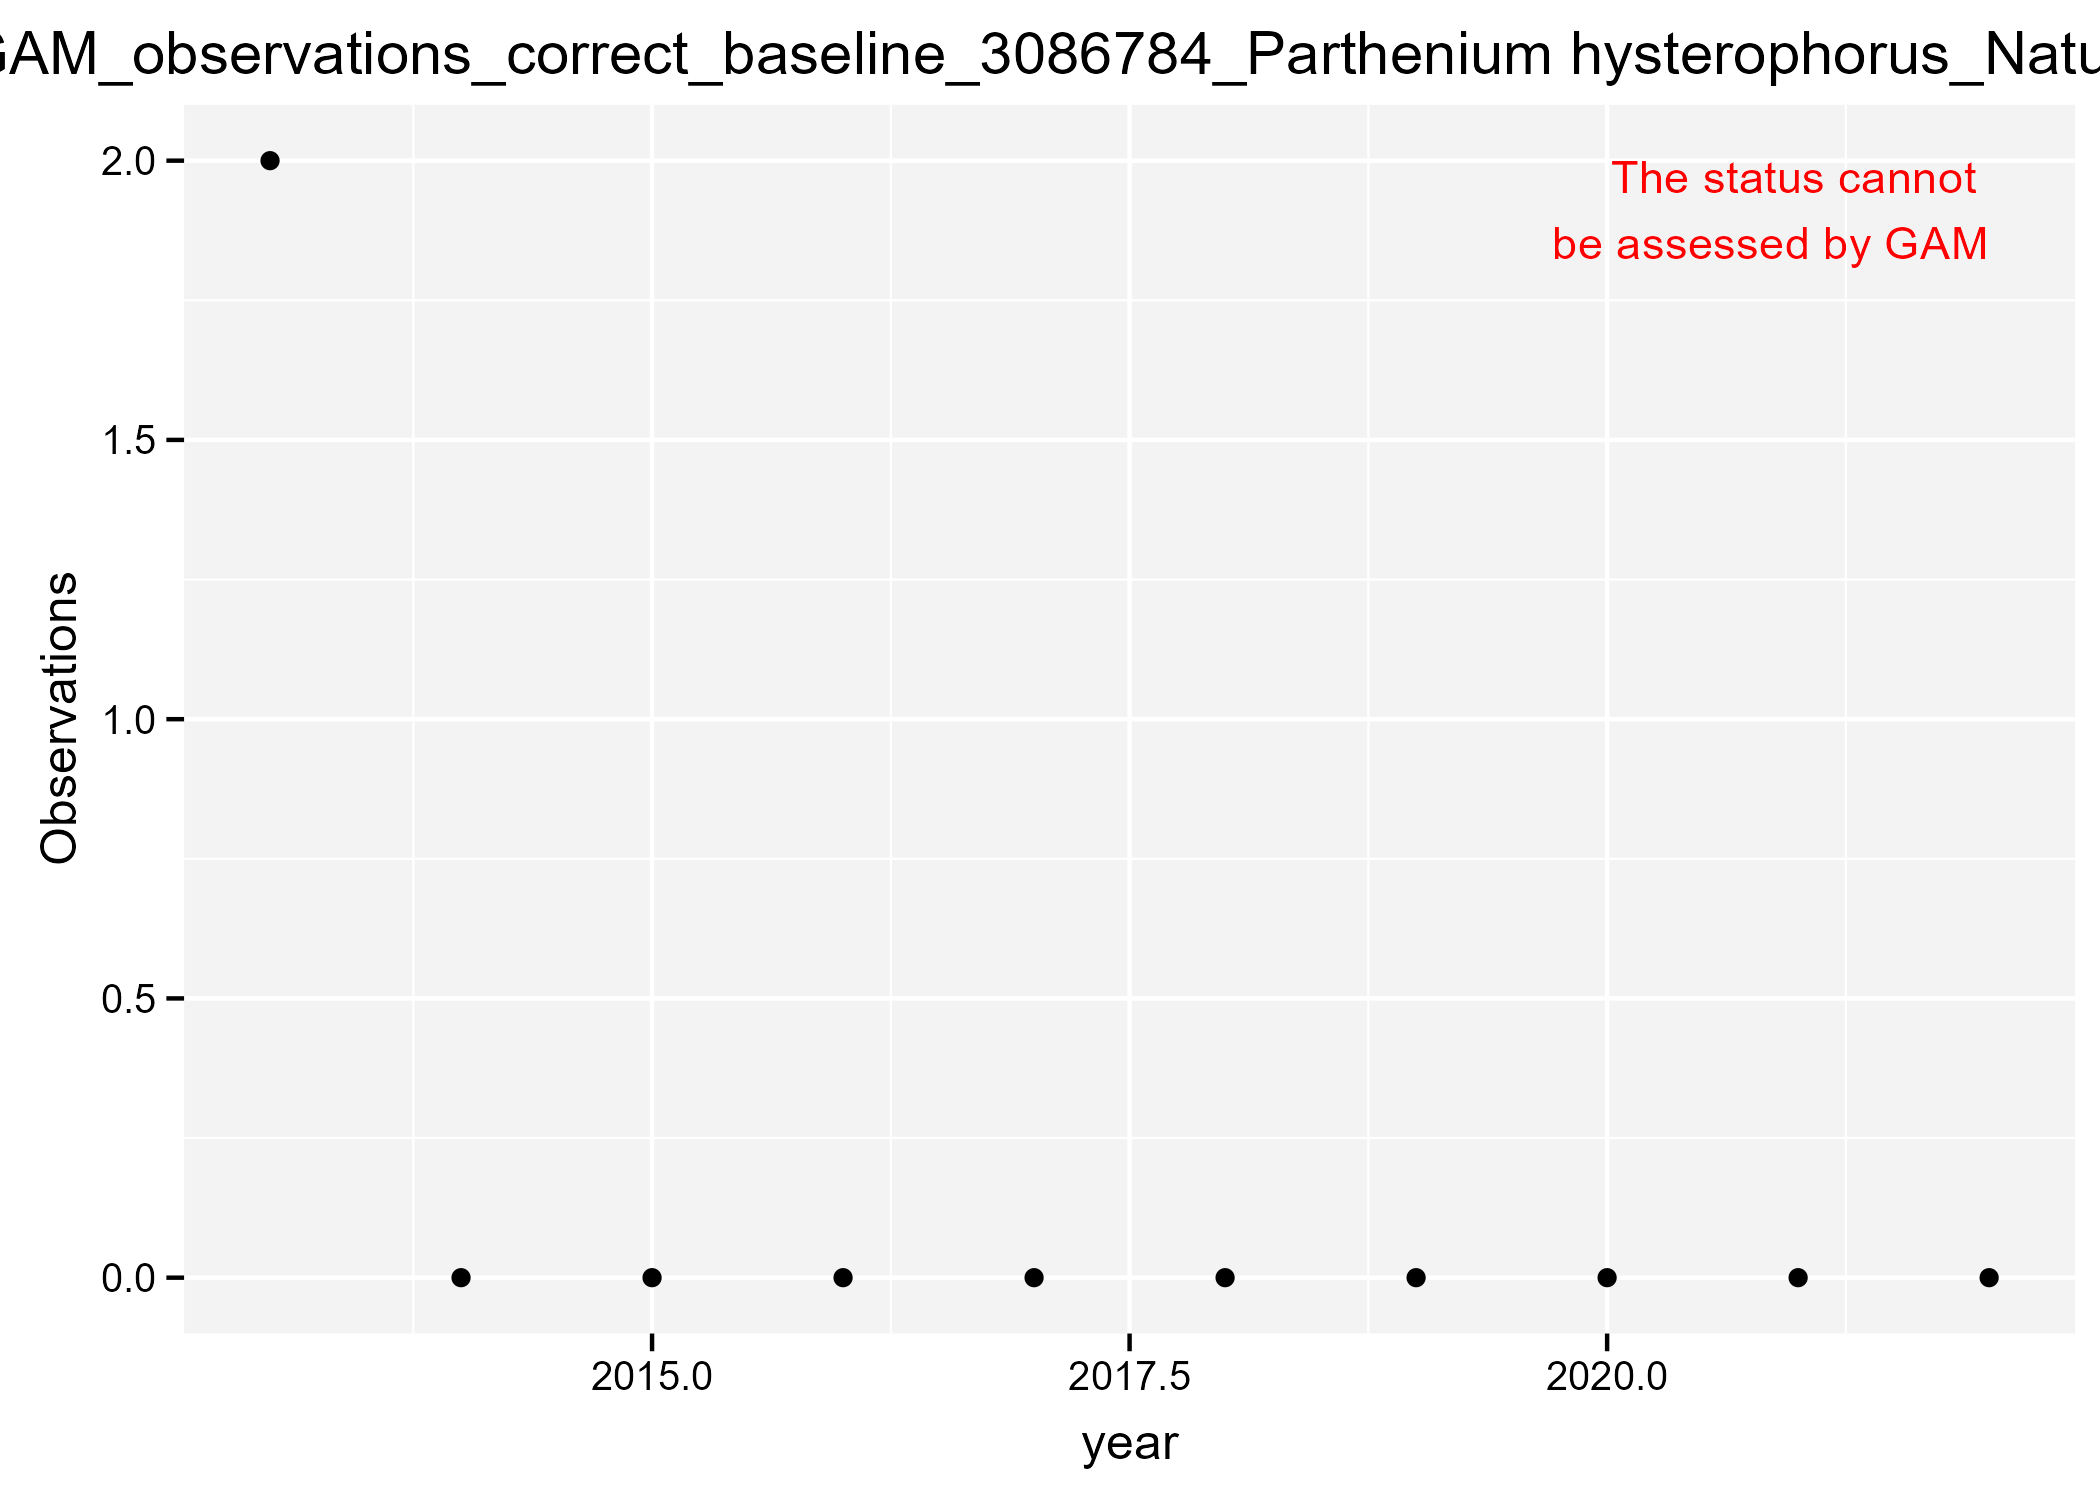 GAM_observations_correct_baseline_3086784_Parthenium hysterophorus_Natu
The status cannot
be assessed by GAM
2.0
1.5
1.0
0.5
0.0
Observations
2015.0
2017.5
2020.0
year